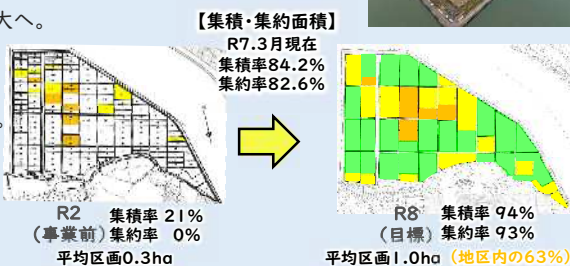 大へ。
【集積・集約面積】
R7.3月現在
集積率84.2%
集約率82.6%
。
R2 集積率 21%
(事業前) 集約率 0%
平均区画0.3ha
R8 集積率 94%
(目標) 集約率 93%
平均区画1.0ha (地区内の63%)